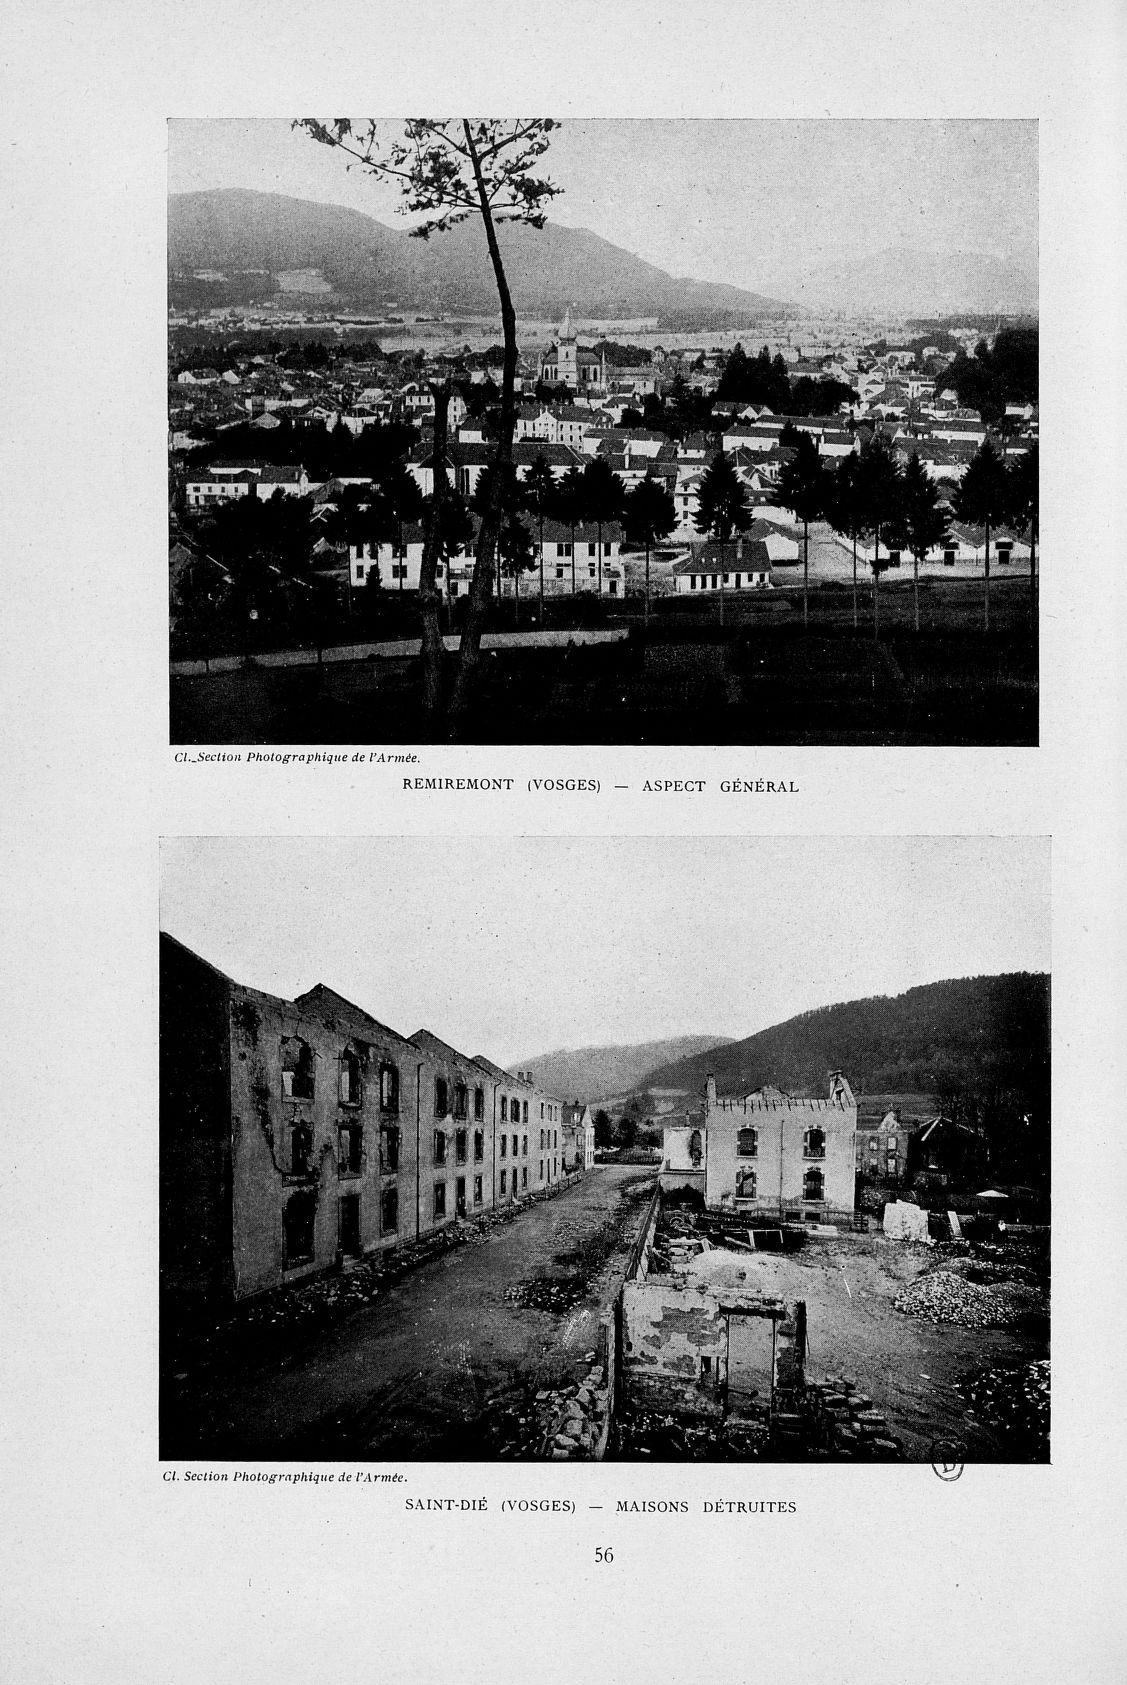 Cl. Section Photographique de l'Armée.
REMIREMONT (VOSGES) — ASPECT GÉNÉRAL
Cl. Section Photographique de l'Armée.
SAINT-DIÉ (VOSGES) — MAISONS DÉTRUITES
56